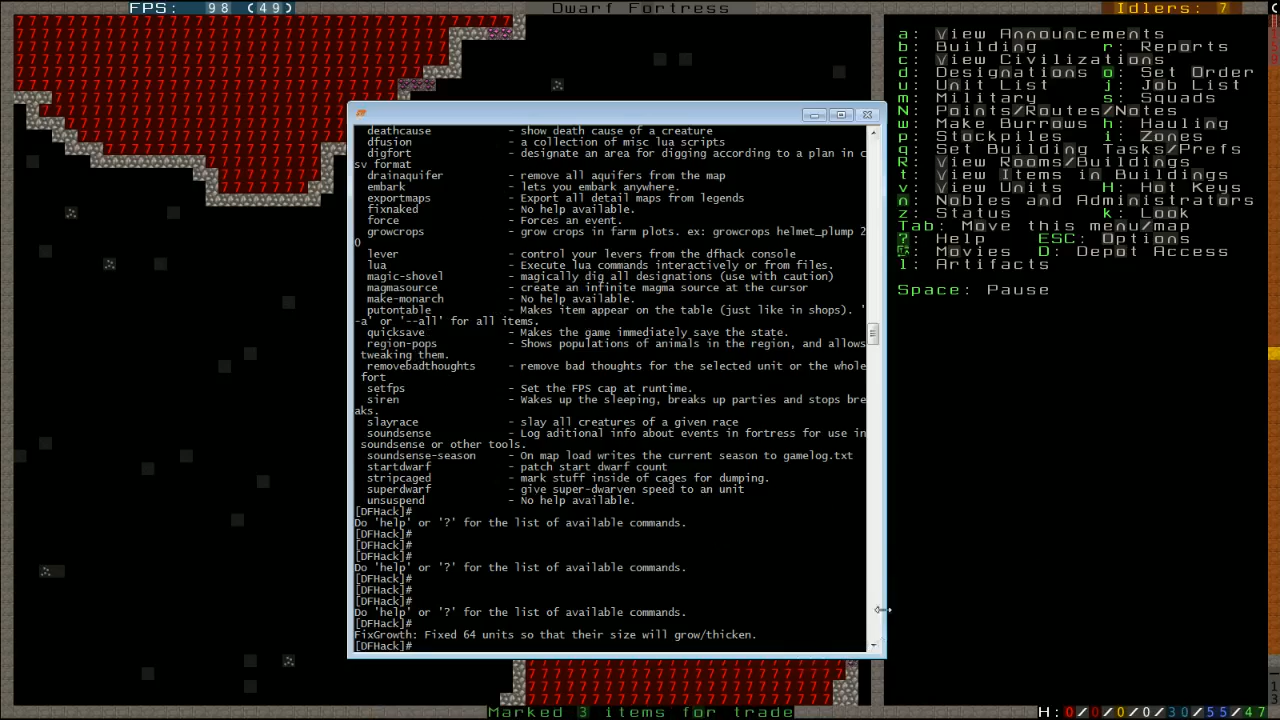 FPS: 98 (49)
Dwarf Fortress
Idlers: 7
a: View Announcements
b: Building r: Reports
c: View Civilizations
d: Designations o: Set Order
u: Unit List j: Job List
m: Military s: Squads
N: Points/Routes/Notes
w: Make Burrows h: Hauling
p: Stockpiles i: Zones
q: Set Building Tasks/Prefs
R: View Rooms/Buildings
t: View Items in Buildings
v: View Units H: Hot Keys
n: Nobles and Administrators
z: Status k: Look
Tab: Move this menu/map
?: Help ESC: Options
: Movies D: Depot Access
l: Artifacts
Space: Pause
deathcause - show death cause of a creature
dfusion - a collection of misc lua scripts
digfort - designate an area for digging according to a plan in c
sv format
drainaquifer - remove all aquifers from the map
embark - lets you embark anywhere.
exportmaps - Export all detail maps from legends
fixnaked - No help available.
force - Forces an event.
growcrops - grow crops in farm plots. ex: growcrops helmet_plump 2
0
lever - control your levers from the dfhack console
lua - Execute lua commands interactively or from files.
magic-shovel - magically dig all designations (use with caution)
magmasource - create an infinite magma source at the cursor
make-monarch - No help available.
putontable - Makes item appear on the table (just like in shops). '
-a' or '--all' for all items.
quicksave - Makes the game immediately save the state.
region-pops - Shows populations of animals in the region, and allows
tweaking them.
removebadthoughts - remove bad thoughts for the selected unit or the whole
fort
setfps - Set the FPS cap at runtime.
siren - Wakes up the sleeping, breaks up parties and stops bre
aks.
slayrace - slay all creatures of a given race
soundsense - Log aditional info about events in fortress for use in
soundsense or other tools.
soundsense-season - On map load writes the current season to gamelog.txt
startdwarf - patch start dwarf count
stripcaged - mark stuff inside of cages for dumping.
superdwarf - give super-dwarven speed to an unit
unsuspend - No help available.
[DFHack]#
Do 'help' or '?' for the list of available commands.
[DFHack]#
[DFHack]#
[DFHack]#
Do 'help' or '?' for the list of available commands.
[DFHack]#
[DFHack]#
[DFHack]#
Do 'help' or '?' for the list of available commands.
[DFHack]#
FixGrowth: Fixed 64 units so that their size will grow/thicken.
[DFHack]#
Marked 3 items for trade
H: 0/0/0/0/30/55/47